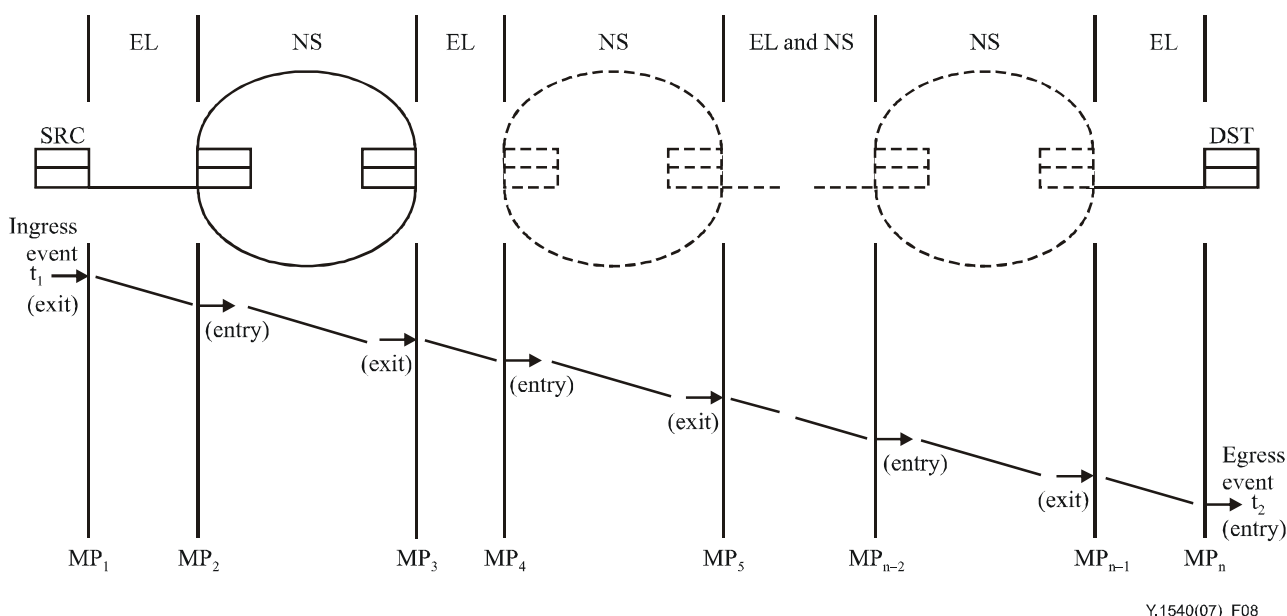 EL NS EL NS EL and NS NS EL
SRC DST
Ingress
event
t₁
(exit)
(entry)
(exit)
(entry)
(exit)
(entry)
(exit)
Egress
event
t₂
(entry)
MP₁ MP₂ MP₃ MP₄ MP₅ MPₙ₋₂ MPₙ₋₁ MPₙ
Y.1540(07)_F08